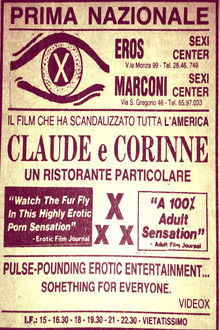 PRIMA NAZIONALE
X
EROS SEXI CENTER
V.le Monza 99 - Tel. 28.46.748
MARCONI SEXI CENTER
Via S. Gregorio 46 - Tel. 65.97.033
IL FILM CHE HA SCANDALIZZATO TUTTA L'AMERICA
CLAUDE e CORINNE
UN RISTORANTE PARTICOLARE
"Watch The Fur Fly
In This Highly Erotic
Porn Sensation"
- Erotic Film Journal
X
X X
"A 100%
Adult
Sensation"
- Adult Film Journal
PULSE-POUNDING EROTIC ENTERTAINMENT...
SOHETHING FOR EVERYONE.
VIDEOX
I.F.: 15 - 16.30 - 18 - 19.30 - 21 - 22.30 - VIETATISSIMO